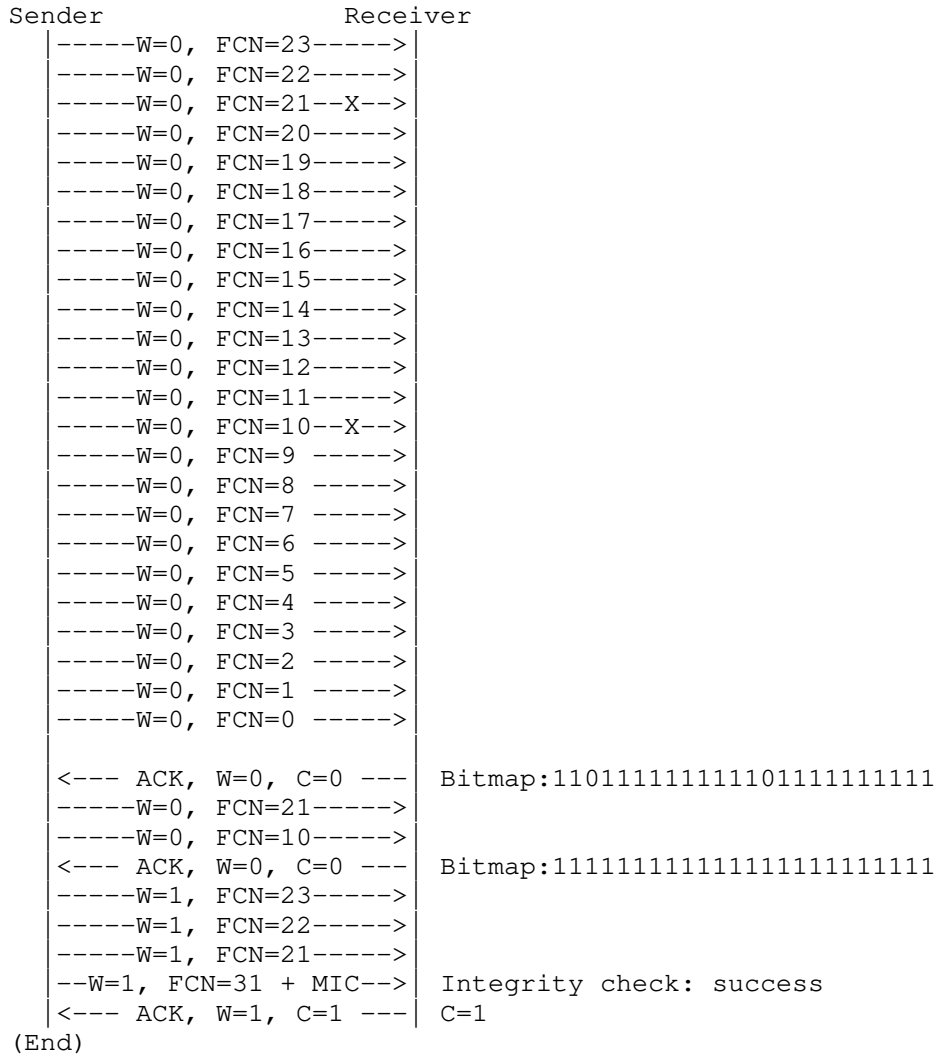 Sender Receiver
|-----W=0, FCN=23----->|
|-----W=0, FCN=22----->|
|-----W=0, FCN=21--X-->|
|-----W=0, FCN=20----->|
|-----W=0, FCN=19----->|
|-----W=0, FCN=18----->|
|-----W=0, FCN=17----->|
|-----W=0, FCN=16----->|
|-----W=0, FCN=15----->|
|-----W=0, FCN=14----->|
|-----W=0, FCN=13----->|
|-----W=0, FCN=12----->|
|-----W=0, FCN=11----->|
|-----W=0, FCN=10--X-->|
|-----W=0, FCN=9 ----->|
|-----W=0, FCN=8 ----->|
|-----W=0, FCN=7 ----->|
|-----W=0, FCN=6 ----->|
|-----W=0, FCN=5 ----->|
|-----W=0, FCN=4 ----->|
|-----W=0, FCN=3 ----->|
|-----W=0, FCN=2 ----->|
|-----W=0, FCN=1 ----->|
|-----W=0, FCN=0 ----->|
|<--- ACK, W=0, C=0 ---| Bitmap:110111111111101111111111
|-----W=0, FCN=21----->|
|-----W=0, FCN=10----->|
|<--- ACK, W=0, C=0 ---| Bitmap:111111111111111111111111
|-----W=1, FCN=23----->|
|-----W=1, FCN=22----->|
|-----W=1, FCN=21----->|
|--W=1, FCN=31 + MIC-->| Integrity check: success
|<--- ACK, W=1, C=1 ---| C=1
(End)